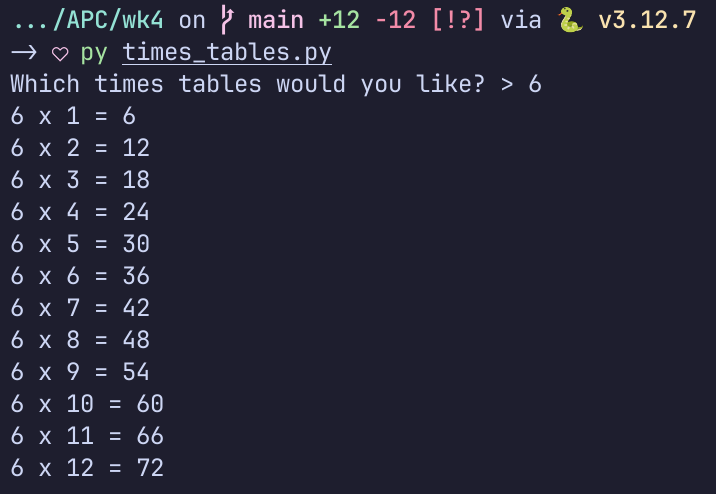 .../APC/wk4 on main +12 -12 [!?] via 🐍 v3.12.7
→ ♡ py times_tables.py
Which times tables would you like? > 6
6 x 1 = 6
6 x 2 = 12
6 x 3 = 18
6 x 4 = 24
6 x 5 = 30
6 x 6 = 36
6 x 7 = 42
6 x 8 = 48
6 x 9 = 54
6 x 10 = 60
6 x 11 = 66
6 x 12 = 72